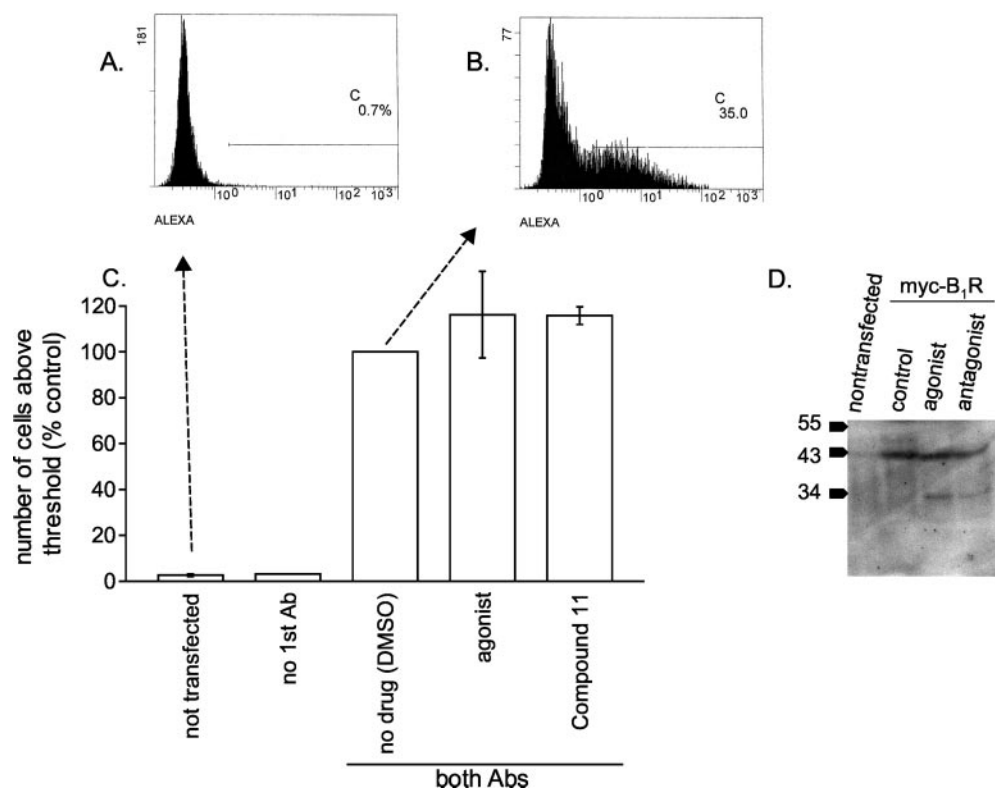 A.
181
C
0.7%
10⁰ 10¹ 10² 10³
ALEXA
B.
77
C
35.0
10⁰ 10¹ 10² 10³
ALEXA
C.
number of cells above
threshold (% control)
120
100
80
60
40
20
0
not transfected
no 1st Ab
no drug (DMSO)
agonist
Compound 11
both Abs
D.
myc-B₁R
nontransfected
control
agonist
antagonist
55
43
34